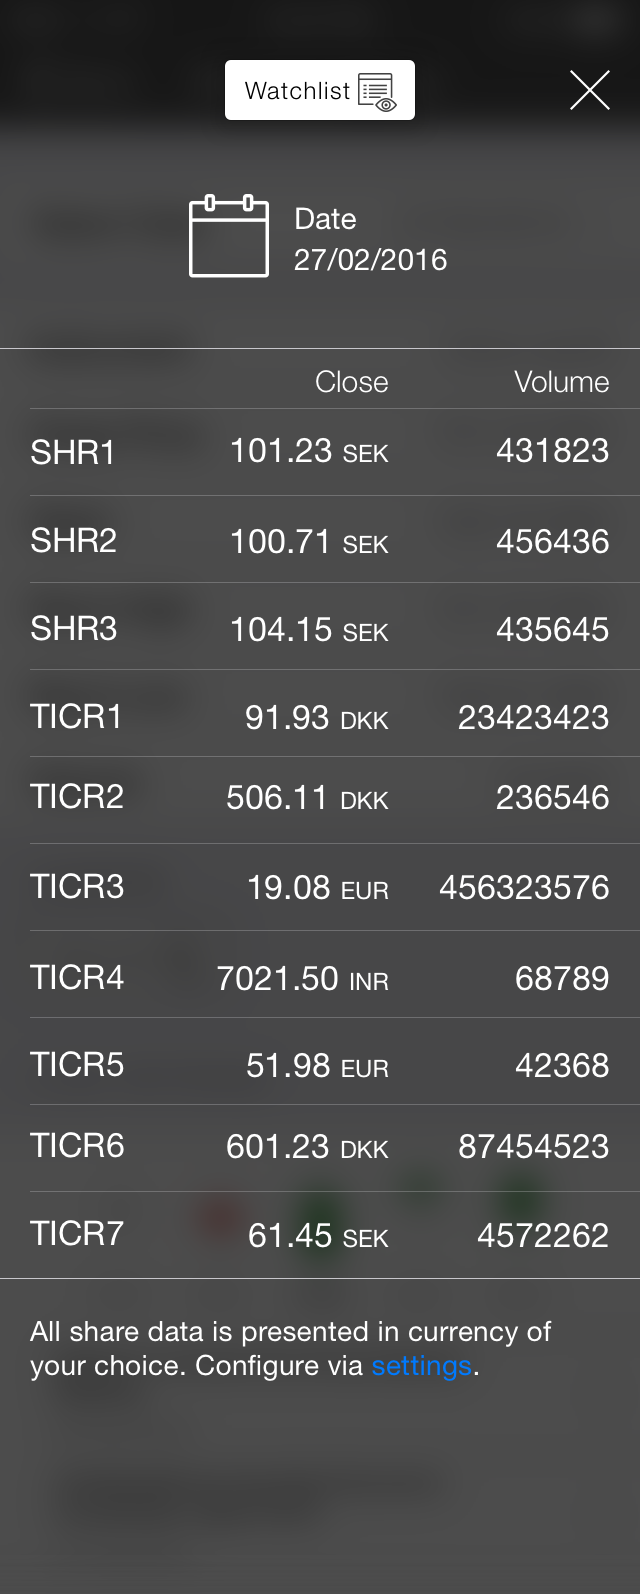 Watchlist
Date
27/02/2016
Close Volume
SHR1 101.23 SEK 431823
SHR2 100.71 SEK 456436
SHR3 104.15 SEK 435645
TICR1 91.93 DKK 23423423
TICR2 506.11 DKK 236546
TICR3 19.08 EUR 456323576
TICR4 7021.50 INR 68789
TICR5 51.98 EUR 42368
TICR6 601.23 DKK 87454523
TICR7 61.45 SEK 4572262
All share data is presented in currency of
your choice. Configure via settings.